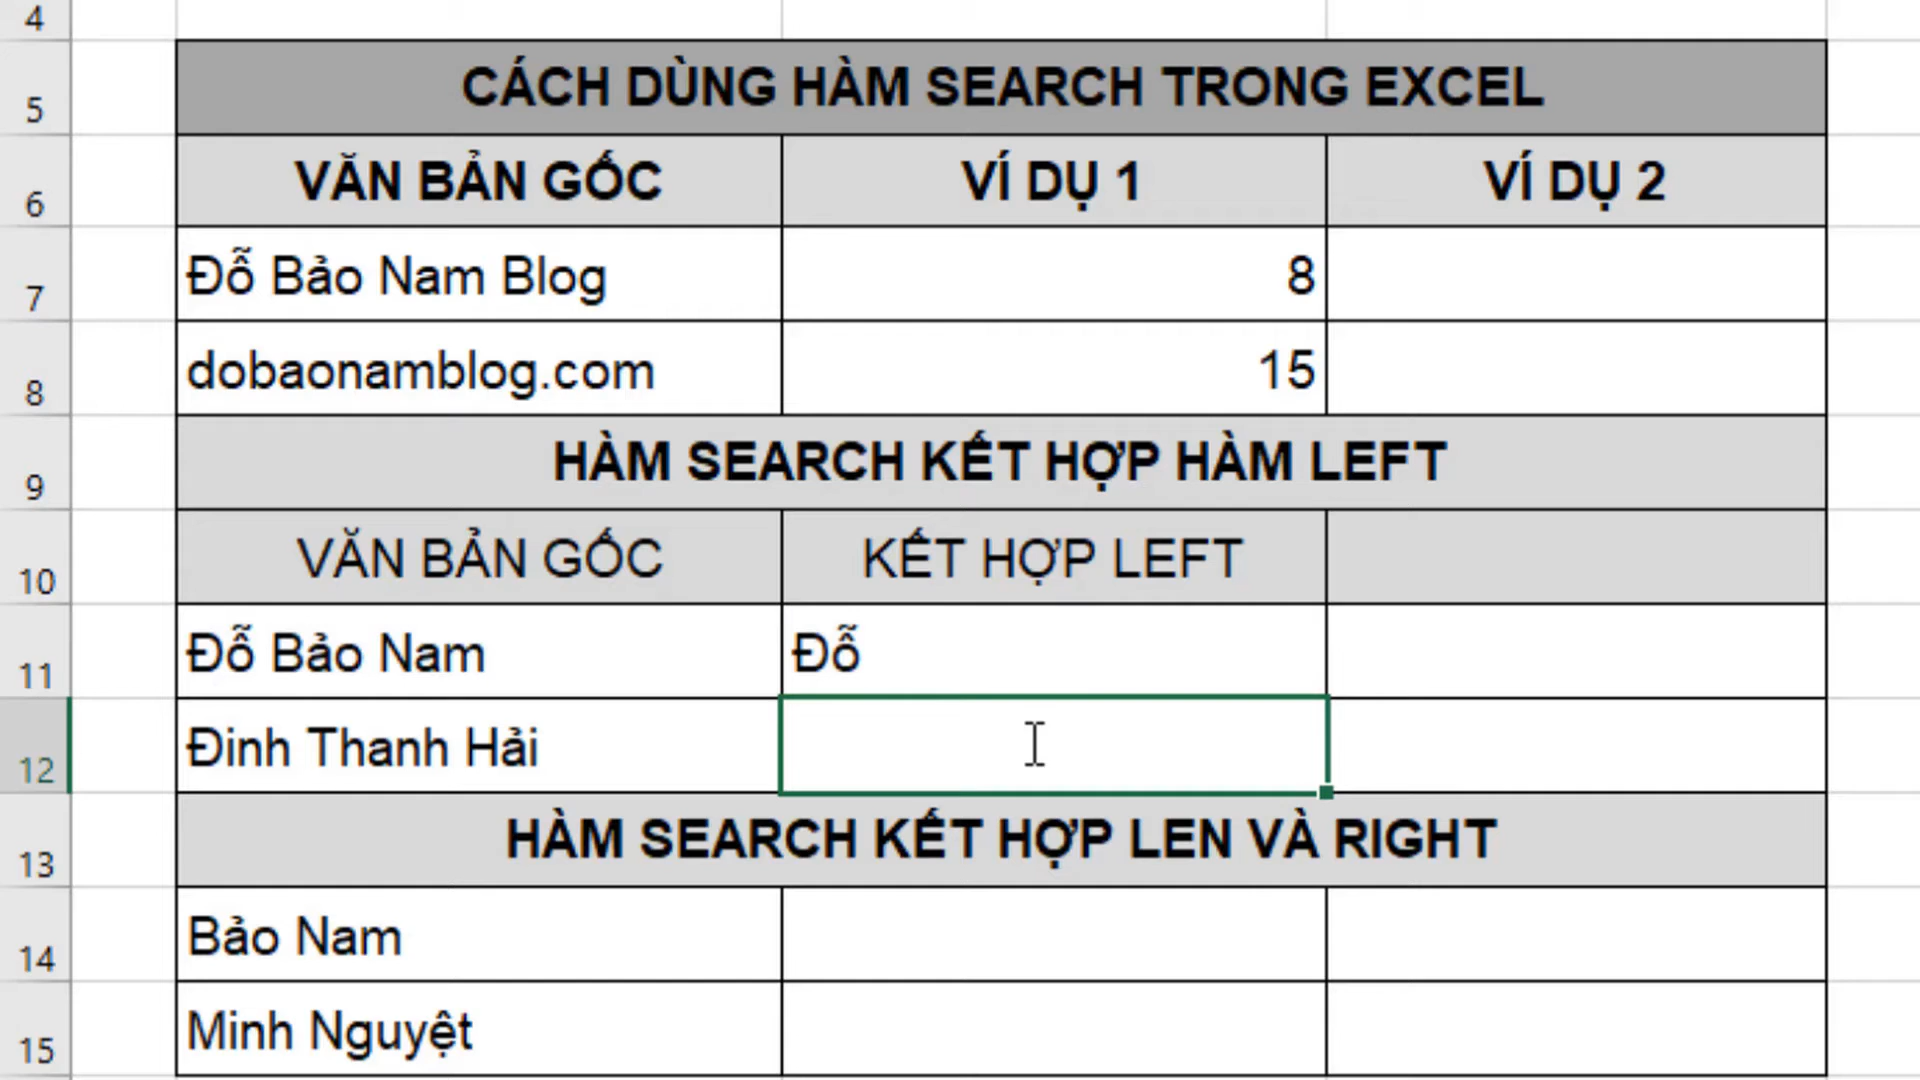 4
5 CÁCH DÙNG HÀM SEARCH TRONG EXCEL
6 VĂN BẢN GỐC VÍ DỤ 1 VÍ DỤ 2
7 Đỗ Bảo Nam Blog 8
8 dobaonamblog.com 15
9 HÀM SEARCH KẾT HỢP HÀM LEFT
10 VĂN BẢN GỐC KẾT HỢP LEFT
11 Đỗ Bảo Nam Đỗ
12 Đinh Thanh Hải
13 HÀM SEARCH KẾT HỢP LEN VÀ RIGHT
14 Bảo Nam
15 Minh Nguyệt